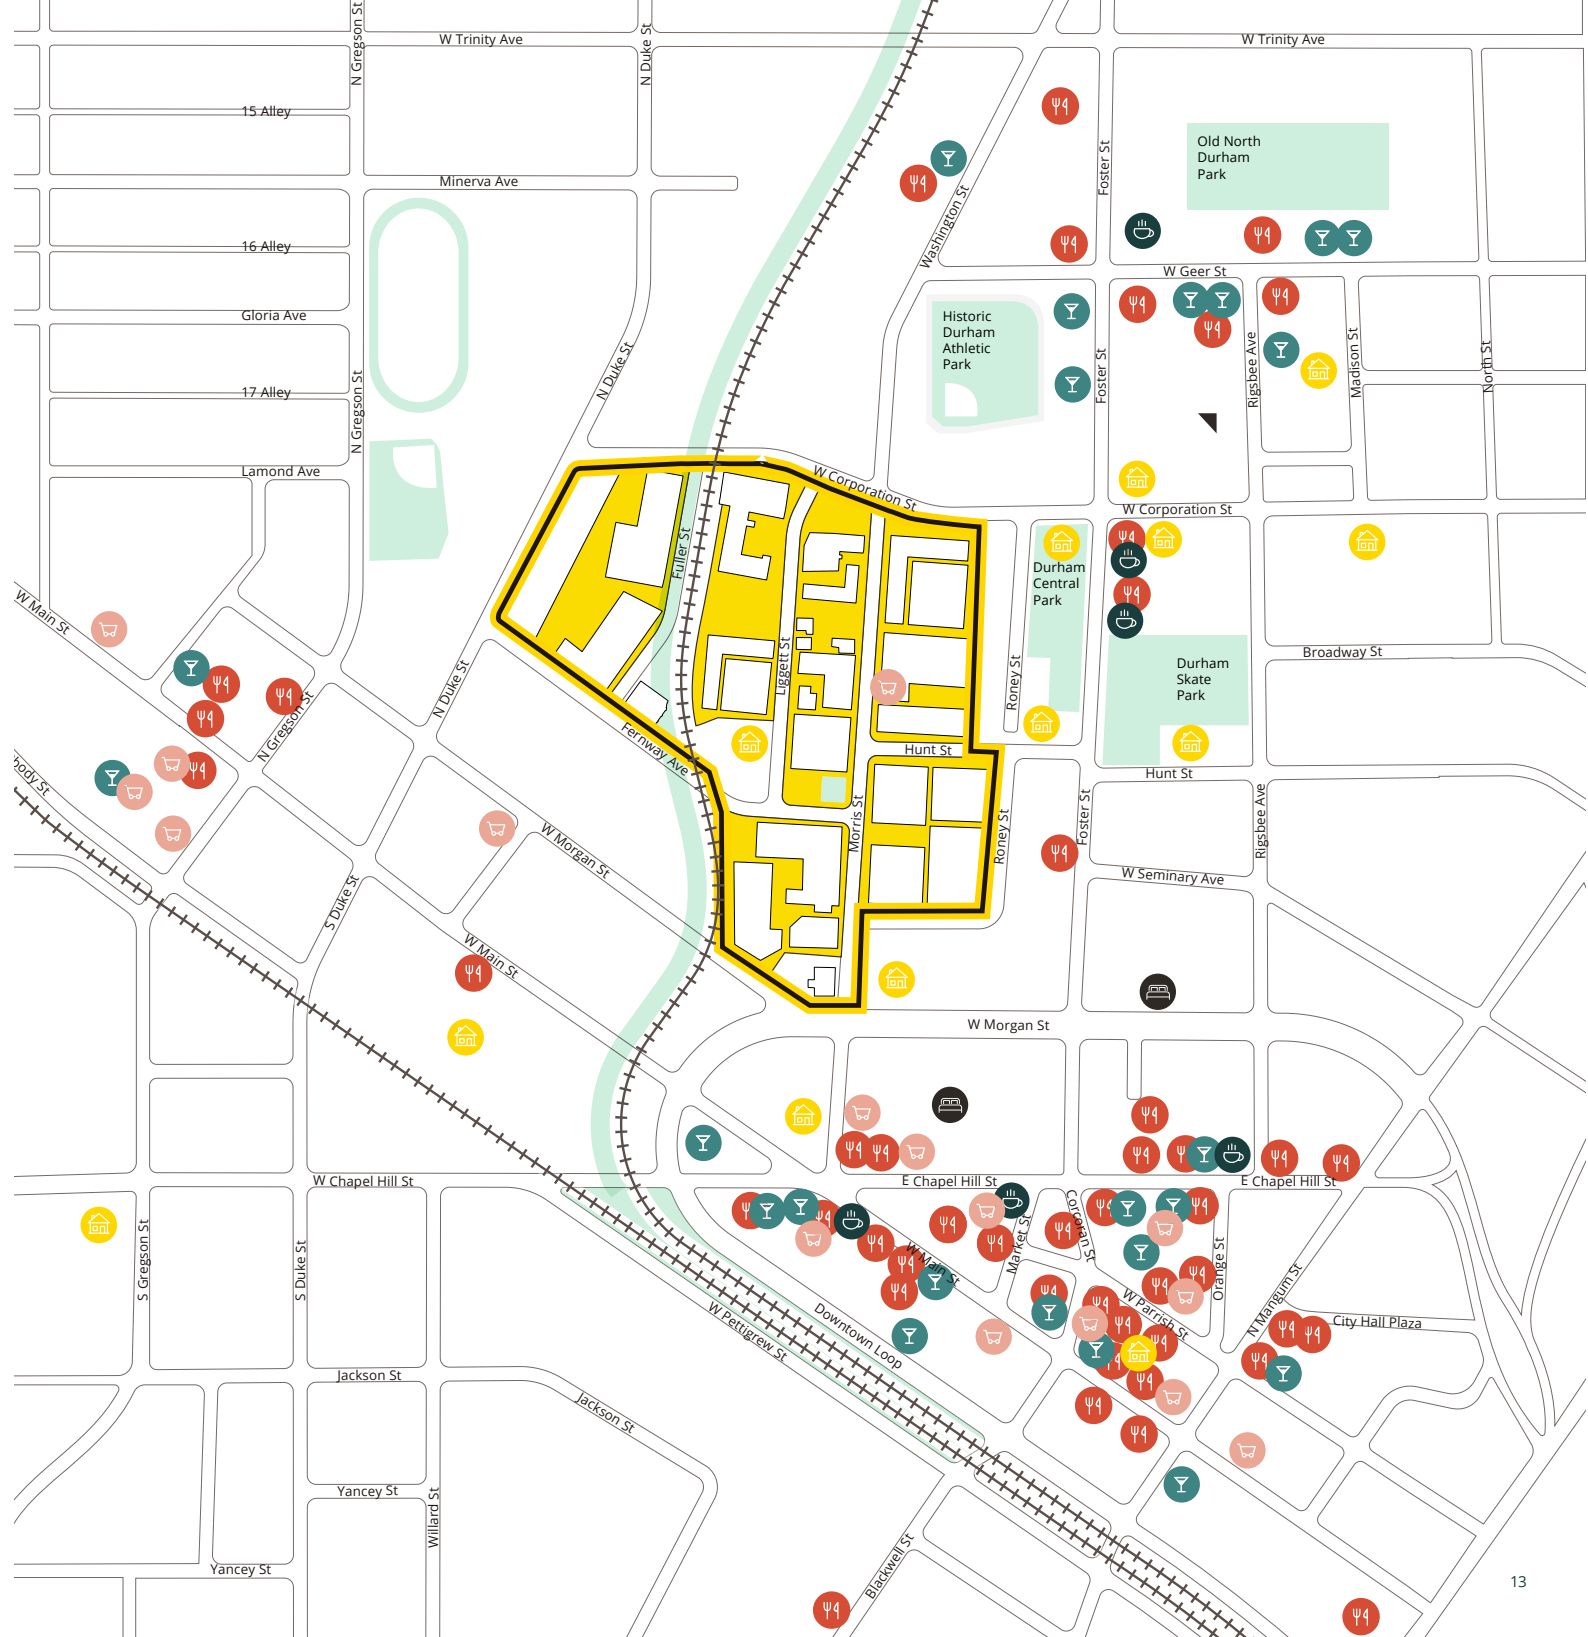 W Trinity Ave
W Trinity Ave
N Gregson St
N Duke St
15 Alley
Foster St
Old North
Durham
Park
Minerva Ave
Washington St
16 Alley
W Geer St
Gloria Ave
Historic
Durham
Athletic
Park
N Duke St
Foster St
Rigsbee Ave
Madison St
North St
17 Alley
N Gregson St
Lamond Ave
W Corporation St
W Corporation St
Fuller St
Durham
Central
Park
W Main St
Liggett St
Roney St
Durham
Skate
Park
Broadway St
N Duke St
N Gregson St
Fernway Ave
Hunt St
Hunt St
body St
Morris St
Roney St
Foster St
Rigsbee Ave
W Morgan St
W Seminary Ave
S Duke St
W Main St
W Morgan St
W Chapel Hill St
E Chapel Hill St
E Chapel Hill St
S Gregson St
S Duke St
Market St
Corcoran St
Orange St
W Main St
N Mangum St
W Parrish St
Downtown Loop
W Pettigrew St
City Hall Plaza
Jackson St
Jackson St
Yancey St
Willard St
Blackwell St
Yancey St
13